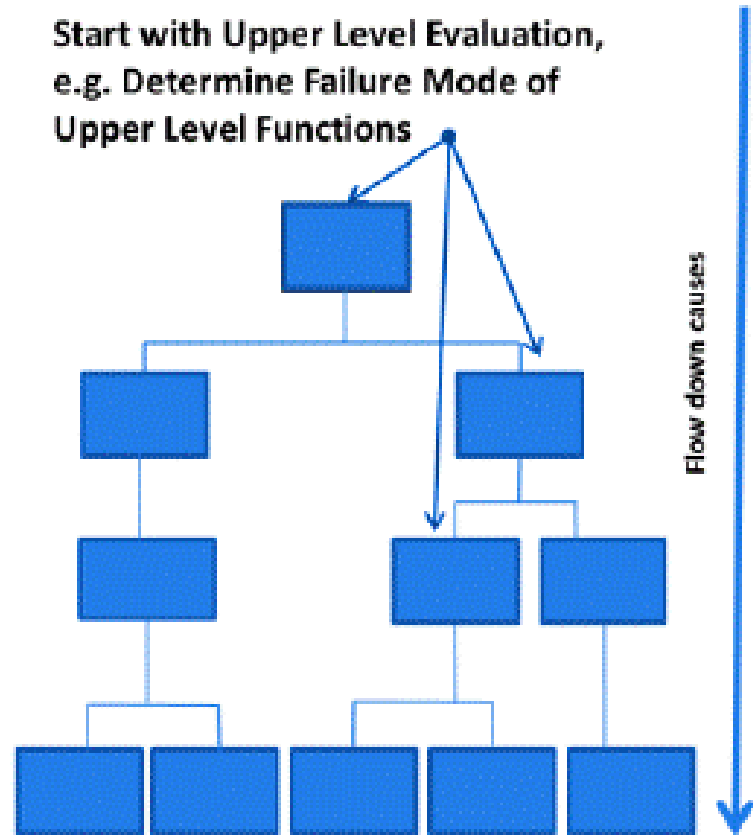 Start with Upper Level Evaluation,
e.g. Determine Failure Mode of
Upper Level Functions
Flow down causes